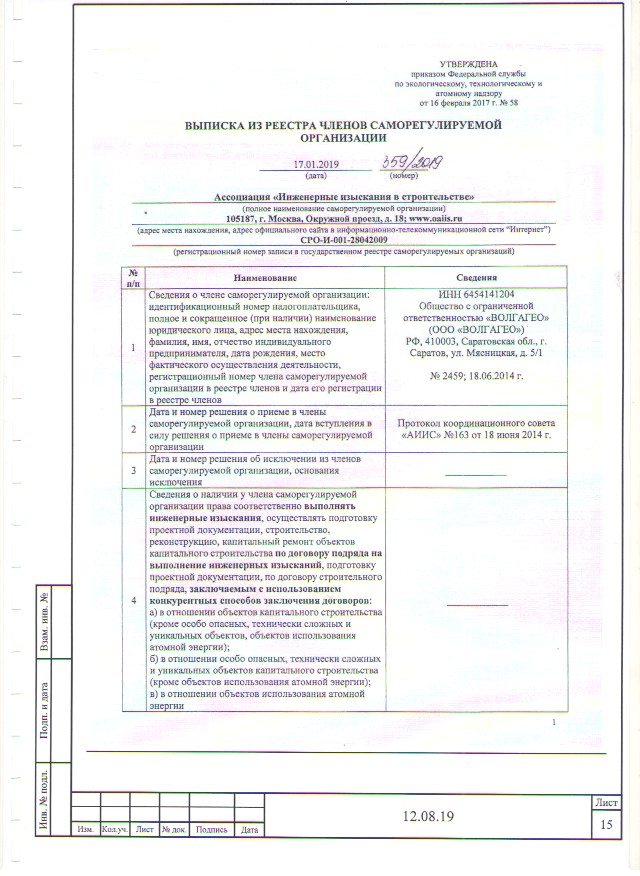 УТВЕРЖДЕНА
приказом Федеральной службы
по экологическому, технологическому и
атомному надзору
от 16 февраля 2017 г. № 58
ВЫПИСКА ИЗ РЕЕСТРА ЧЛЕНОВ САМОРЕГУЛИРУЕМОЙ
ОРГАНИЗАЦИИ
17.01.2019 359/2019
(дата) (номер)
Ассоциация «Инженерные изыскания в строительстве»
(полное наименование саморегулируемой организации)
105187, г. Москва, Окружной проезд, д. 18; www.oaiis.ru
(адрес места нахождения, адрес официального сайта в информационно-телекоммуникационной сети "Интернет")
СРО-И-001-28042009
(регистрационный номер записи в государственном реестре саморегулируемых организаций)
№
п/п
Наименование
Сведения
1
Сведения о члене саморегулируемой организации:
идентификационный номер налогоплательщика,
полное и сокращенное (при наличии) наименование
юридического лица, адрес места нахождения,
фамилия, имя, отчество индивидуального
предпринимателя, дата рождения, место
фактического осуществления деятельности,
регистрационный номер члена саморегулируемой
организации в реестре членов и дата его регистрации
в реестре членов
ИНН 6454141204
Общество с ограниченной
ответственностью «ВОЛГАГЕО»
(ООО «ВОЛГАГЕО»)
РФ, 410003, Саратовская обл., г.
Саратов, ул. Мясницкая, д. 5/1
№ 2459; 18.06.2014 г.
2
Дата и номер решения о приеме в члены
саморегулируемой организации, дата вступления в
силу решения о приеме в члены саморегулируемой
организации
Протокол координационного совета
«АИИС» №163 от 18 июня 2014 г.
3
Дата и номер решения об исключении из членов
саморегулируемой организации, основания
исключения
4
Сведения о наличии у члена саморегулируемой
организации права соответственно выполнять
инженерные изыскания, осуществлять подготовку
проектной документации, строительство,
реконструкцию, капитальный ремонт объектов
капитального строительства по договору подряда на
выполнение инженерных изысканий, подготовку
проектной документации, по договору строительного
подряда, заключаемым с использованием
конкурентных способов заключения договоров:
а) в отношении объектов капитального строительства
(кроме особо опасных, технически сложных и
уникальных объектов, объектов использования
атомной энергии);
б) в отношении особо опасных, технически сложных
и уникальных объектов капитального строительства
(кроме объектов использования атомной энергии);
в) в отношении объектов использования атомной
энергии
1
Взам. инв. №
Подп. и дата
Инв. № подл.
Изм. Кол.уч. Лист № док. Подпись Дата
12.08.19
Лист
15